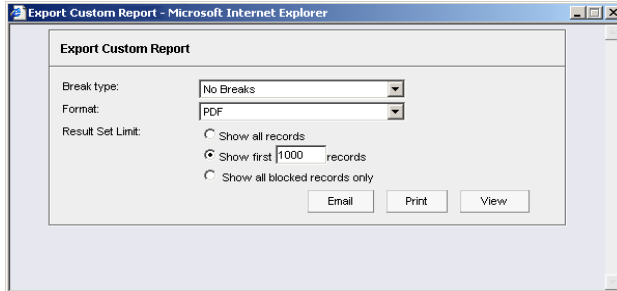 Export Custom Report - Microsoft Internet Explorer
Export Custom Report
Break type:
No Breaks
Format:
PDF
Result Set Limit:
Show all records
Show first 1000 records
Show all blocked records only
Email Print View